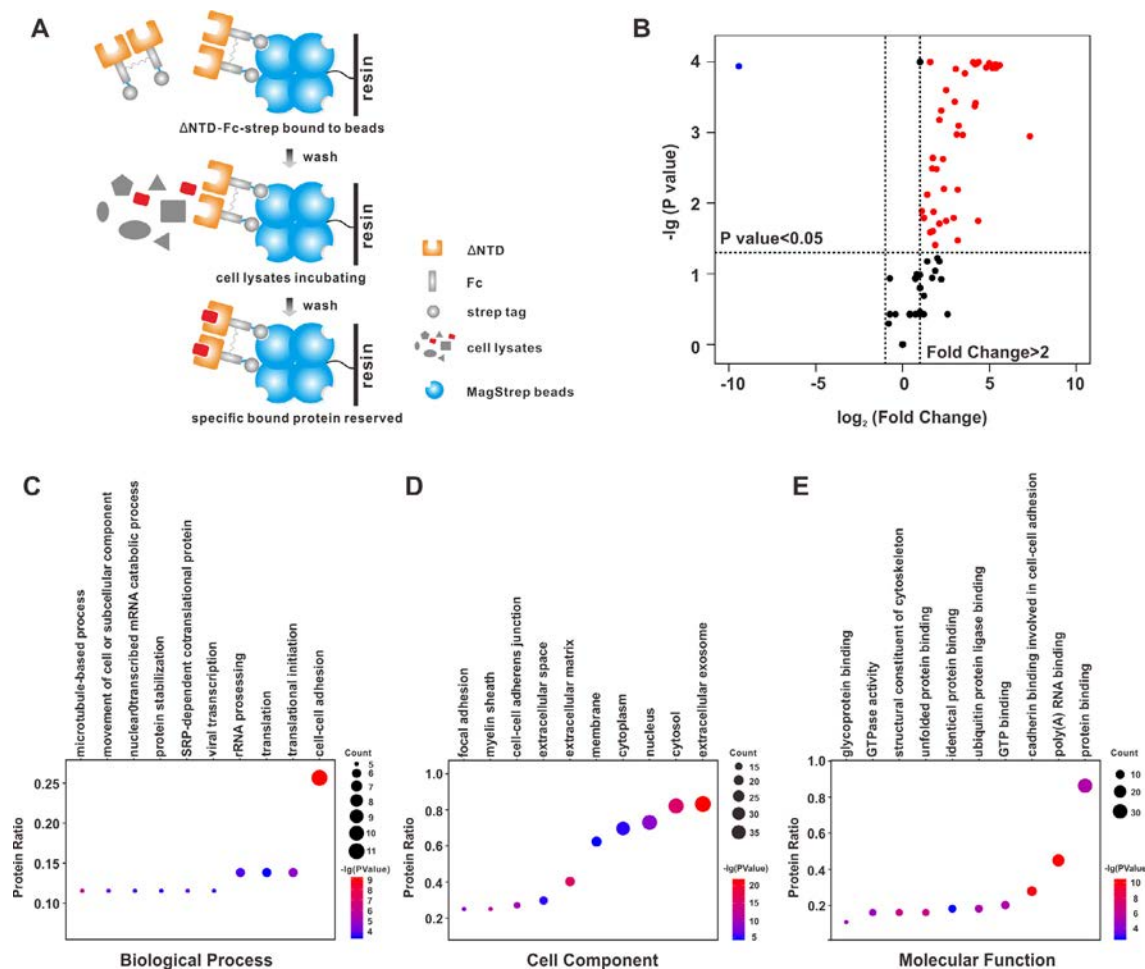 A
resin
ΔNTD-Fc-strep bound to beads
wash
resin
cell lysates incubating
wash
resin
specific bound protein reserved
ΔNTD
Fc
strep tag
cell lysates
MagStrep beads
B
-lg (P value)
4
3
2
1
0
P value<0.05
Fold Change>2
-10
-5
0
5
10
log₂ (Fold Change)
C
microtubule-based process
movement of cell or subcellular component
nuclear0transcribed mRNA catabolic process
protein stabilization
SRP-dependent cotranslational protein
viral trasnription
rRNA prosessing
translation
translational initiation
cell-cell adhesion
Protein Ratio
0.25
0.20
0.15
0.10
Count
5
6
7
8
9
10
11
-lg(PValue)
9
8
7
6
5
4
Biological Process
D
focal adhesion
myelin sheath
cell-cell adherens junction
extracellular space
extracellular matrix
membrane
cytoplasm
nucleus
cytosol
extracellular exosome
Protein Ratio
1.0
0.8
0.6
0.4
0.2
Count
15
20
25
30
35
-lg(PValue)
20
15
10
5
Cell Component
E
glycoprotein binding
GTPase activity
structural constituent of cytoskeleton
unfolded protein binding
identical protein binding
ubiquitin protein ligase binding
GTP binding
cadherin binding involved in cell-cell adhesion
poly(A) RNA binding
protein binding
Protein Ratio
1.0
0.8
0.6
0.4
0.2
Count
10
20
30
-lg(PValue)
10
8
6
4
Molecular Function